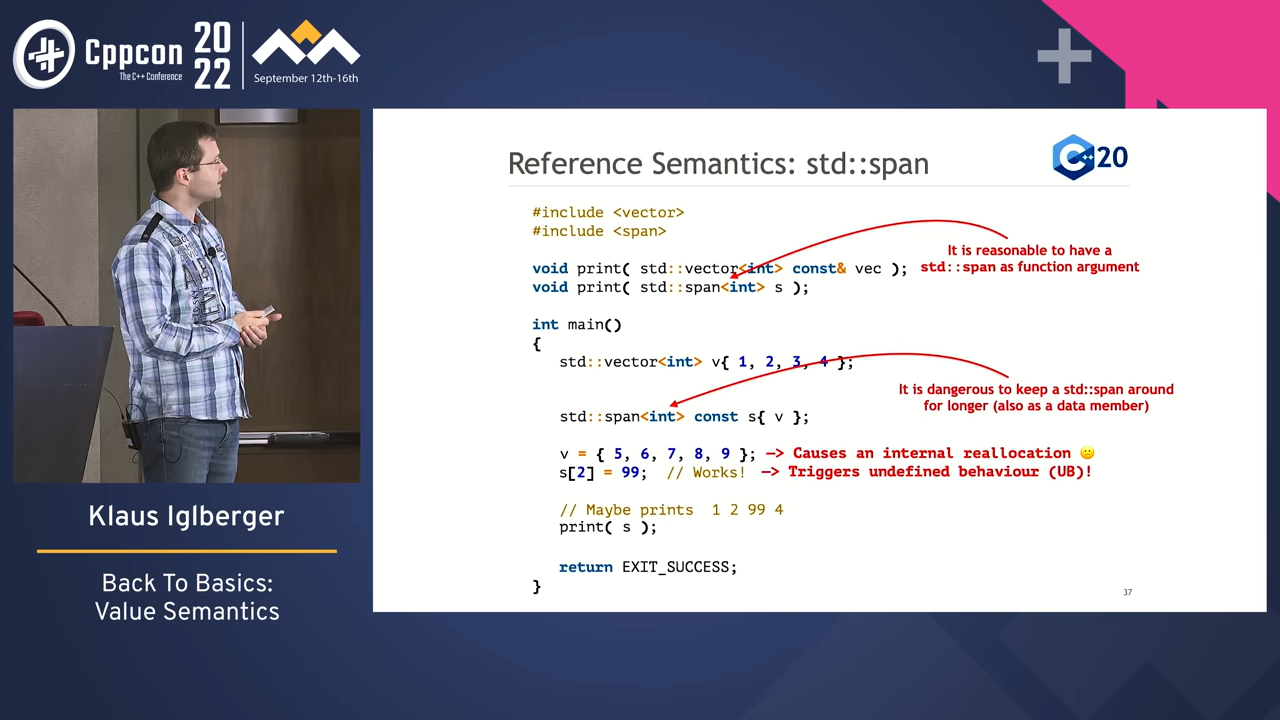 Cppcon
The C++ Conference
20
22
September 12th-16th
Reference Semantics: std::span
C++20
#include <vector>
#include <span>
void print( std::vector<int> const& vec );
void print( std::span<int> s );
It is reasonable to have a
std::span as function argument
int main()
{
std::vector<int> v{ 1, 2, 3, 4 };
It is dangerous to keep a std::span around
for longer (also as a data member)
std::span<int> const s{ v };
v = { 5, 6, 7, 8, 9 }; —> Causes an internal reallocation 🙁
s[2] = 99; // Works! —> Triggers undefined behaviour (UB)!
// Maybe prints 1 2 99 4
print( s );
return EXIT_SUCCESS;
}
37
Klaus Iglberger
Back To Basics:
Value Semantics